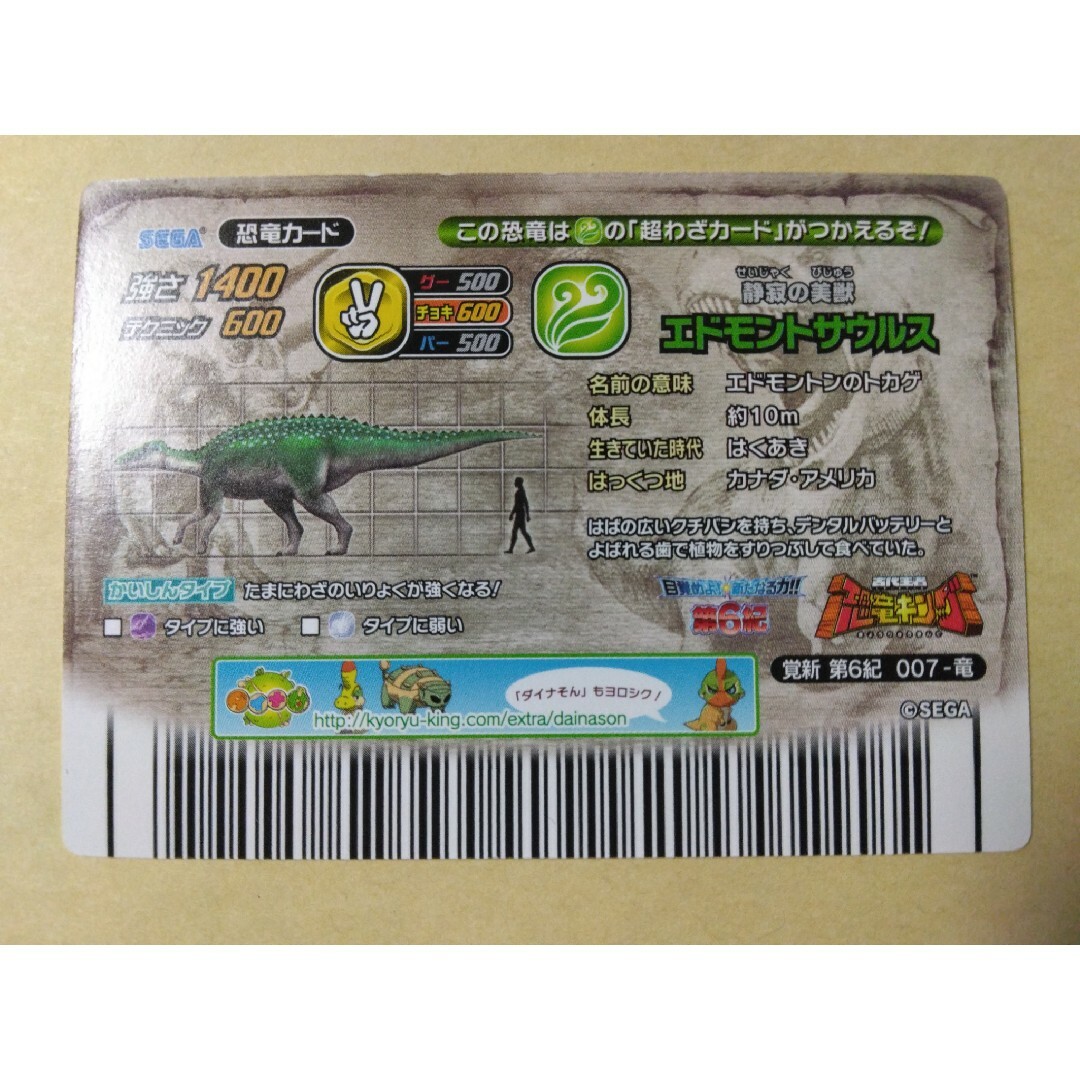 SEGA 恐竜カード この恐竜は の「超わざカード」がつかえるぞ!
強さ 1400
テクニック 600
グー 500
チョキ 600
パー 500
せいじゃく びじゅう
静寂の美獣
エドモントサウルス
名前の意味 エドモントンのトカゲ
体長 約10m
生きていた時代 はくあき
はっくつ地 カナダ・アメリカ
はばの広いクチバシを持ち、デンタルバッテリーと
よばれる歯で植物をすりつぶして食べていた。
かいしんタイプ たまにわざのいりょくが強くなる!
タイプに強い タイプに弱い
目覚めよ! 新たなる力!!
第6紀
古代王者
恐竜キング
覚新 第6紀 007-竜
「ダイナそん」もヨロシク!
http://kyoryu-king.com/extra/dainason
©SEGA